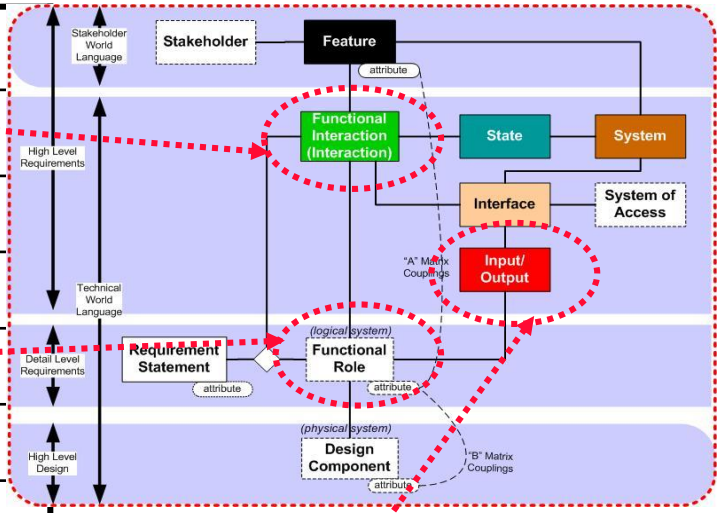 Stakeholder
World
Language
Stakeholder
Feature
attribute
High Level
Requirements
Functional
Interaction
(Interaction)
State
System
Interface
System of
Access
"A" Matrix
Couplings
Input/
Output
Technical
World
Language
(logical system)
Detail Level
Requirements
Requirement
Statement
attribute
Functional
Role
attribute
(physical system)
High Level
Design
Design
Component
attribute
"B" Matrix
Couplings